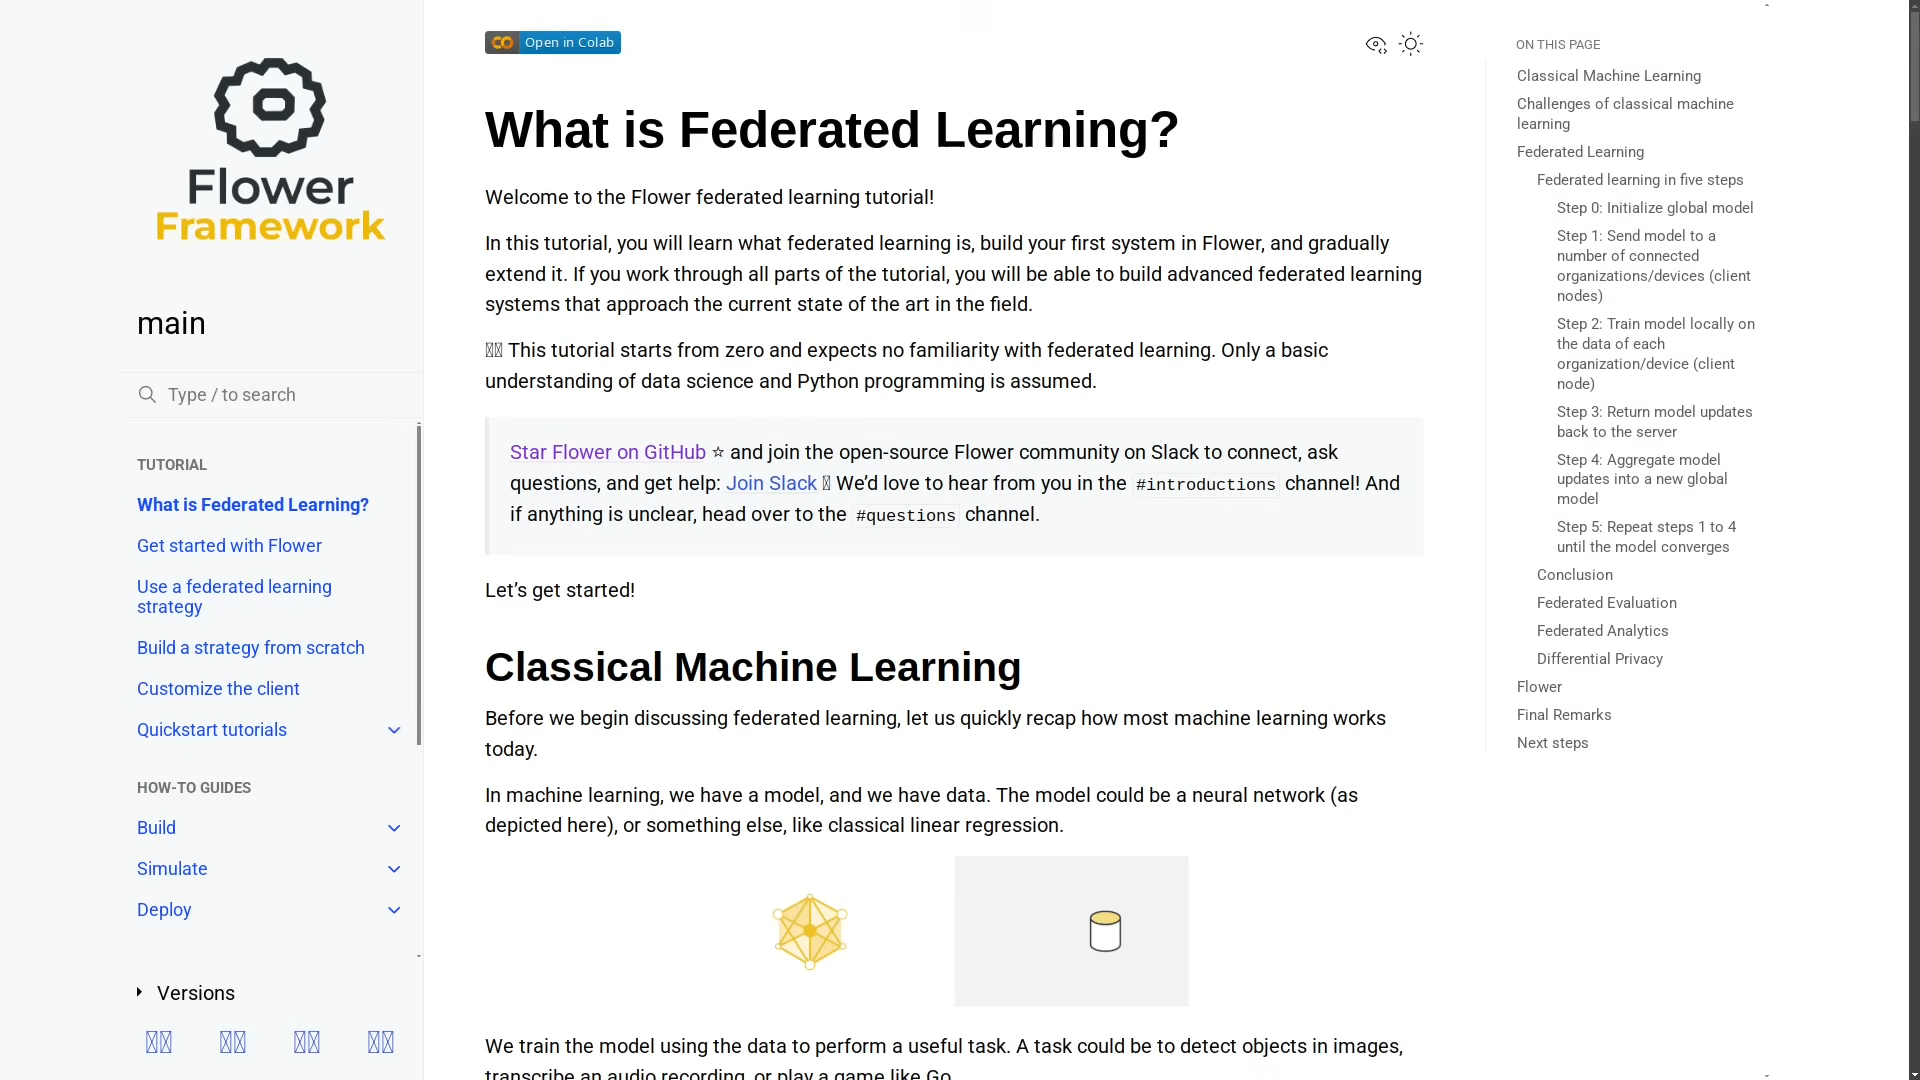 Flower
Framework
main
Type / to search
TUTORIAL
What is Federated Learning?
Get started with Flower
Use a federated learning
strategy
Build a strategy from scratch
Customize the client
Quickstart tutorials
HOW-TO GUIDES
Build
Simulate
Deploy
Versions
Open in Colab
What is Federated Learning?
Welcome to the Flower federated learning tutorial!
In this tutorial, you will learn what federated learning is, build your first system in Flower, and gradually
extend it. If you work through all parts of the tutorial, you will be able to build advanced federated learning
systems that approach the current state of the art in the field.
This tutorial starts from zero and expects no familiarity with federated learning. Only a basic
understanding of data science and Python programming is assumed.
Star Flower on GitHub ⭐ and join the open-source Flower community on Slack to connect, ask
questions, and get help: Join Slack We’d love to hear from you in the #introductions channel! And
if anything is unclear, head over to the #questions channel.
Let’s get started!
Classical Machine Learning
Before we begin discussing federated learning, let us quickly recap how most machine learning works
today.
In machine learning, we have a model, and we have data. The model could be a neural network (as
depicted here), or something else, like classical linear regression.
We train the model using the data to perform a useful task. A task could be to detect objects in images,
transcribe an audio recording, or play a game like Go.
ON THIS PAGE
Classical Machine Learning
Challenges of classical machine
learning
Federated Learning
Federated learning in five steps
Step 0: Initialize global model
Step 1: Send model to a
number of connected
organizations/devices (client
nodes)
Step 2: Train model locally on
the data of each
organization/device (client
node)
Step 3: Return model updates
back to the server
Step 4: Aggregate model
updates into a new global
model
Step 5: Repeat steps 1 to 4
until the model converges
Conclusion
Federated Evaluation
Federated Analytics
Differential Privacy
Flower
Final Remarks
Next steps